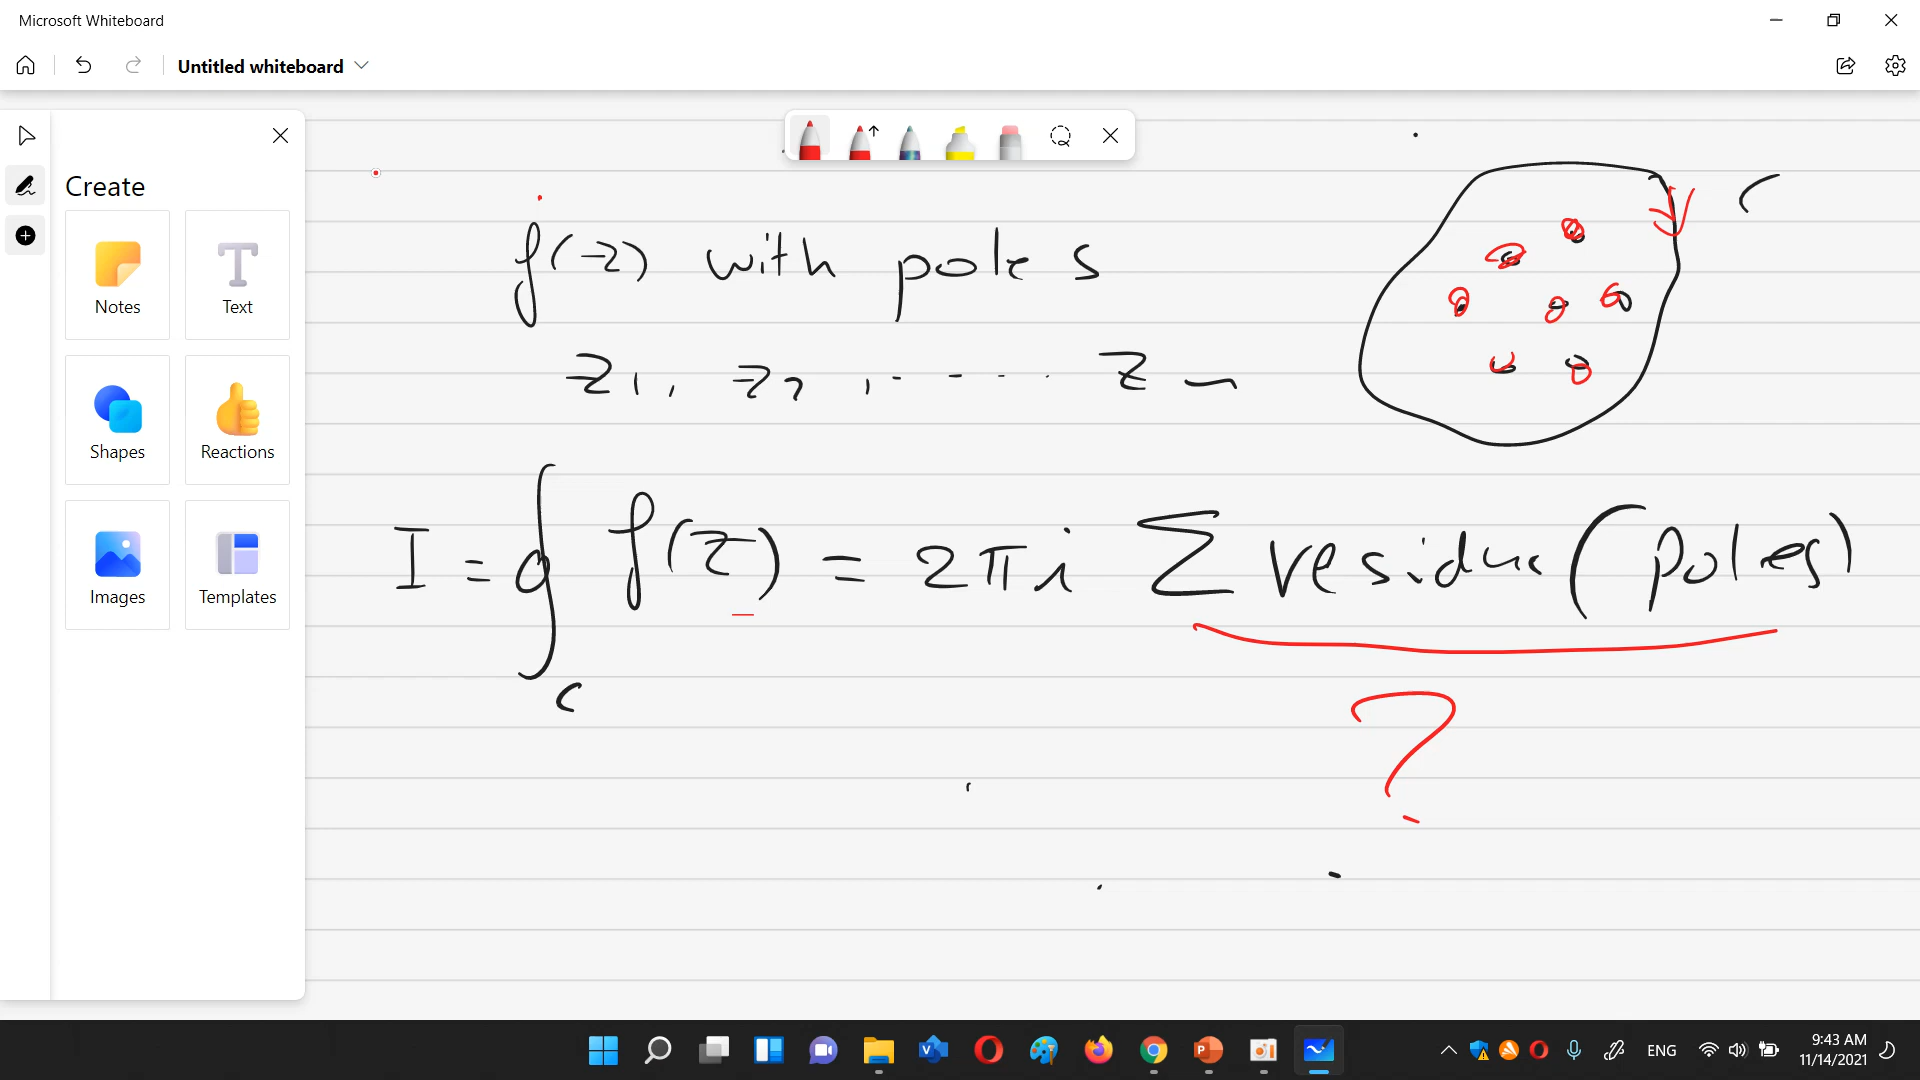 Microsoft Whiteboard
Untitled whiteboard
Create
Notes
Text
Shapes
Reactions
Images
Templates
C
f(z) with poles
z1, z2, ..... zn
I = ∮ f(z) = 2πi Σ residue (poles)
C
?
ENG
9:43 AM
11/14/2021